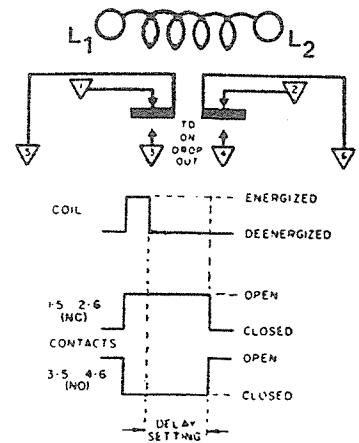 L1 L2
1 2
TD
ON
DROP
OUT
5 3 4 6
COIL
ENERGIZED
DEENERGIZED
1-5 2-6
(NC)
OPEN
CLOSED
CONTACTS
3-5 4-6
(NO)
OPEN
CLOSED
DELAY
SETTING